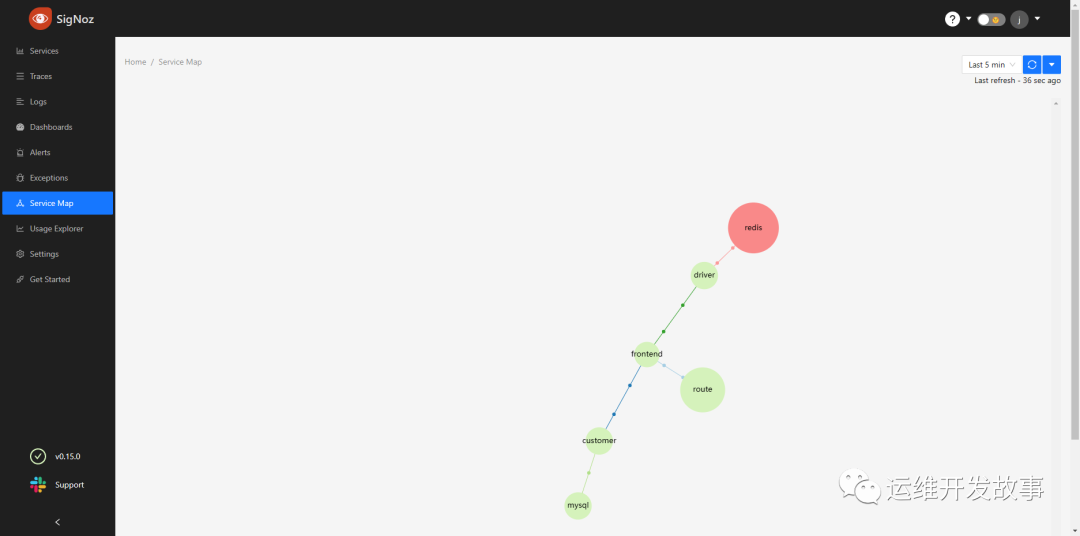 SigNoz
?
j
Services
Traces
Logs
Dashboards
Alerts
Exceptions
Service Map
Usage Explorer
Settings
Get Started
v0.15.0
Support
Home / Service Map
Last 5 min
Last refresh - 36 sec ago
redis
driver
frontend
route
customer
mysql
运维开发故事